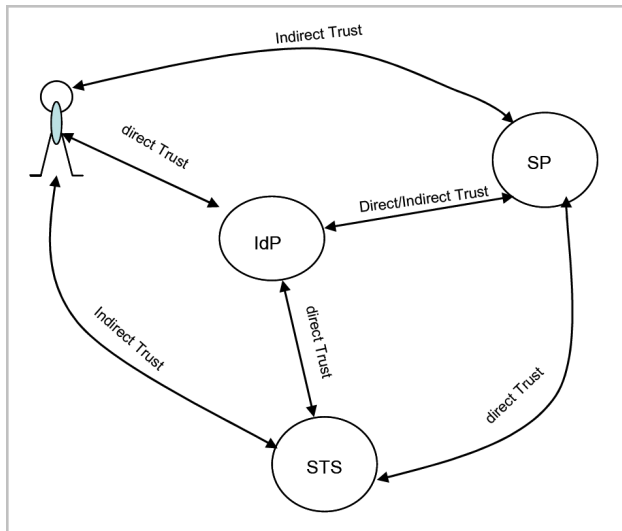 Indirect Trust
direct Trust
SP
Direct/Indirect Trust
IdP
direct Trust
Indirect Trust
direct Trust
STS